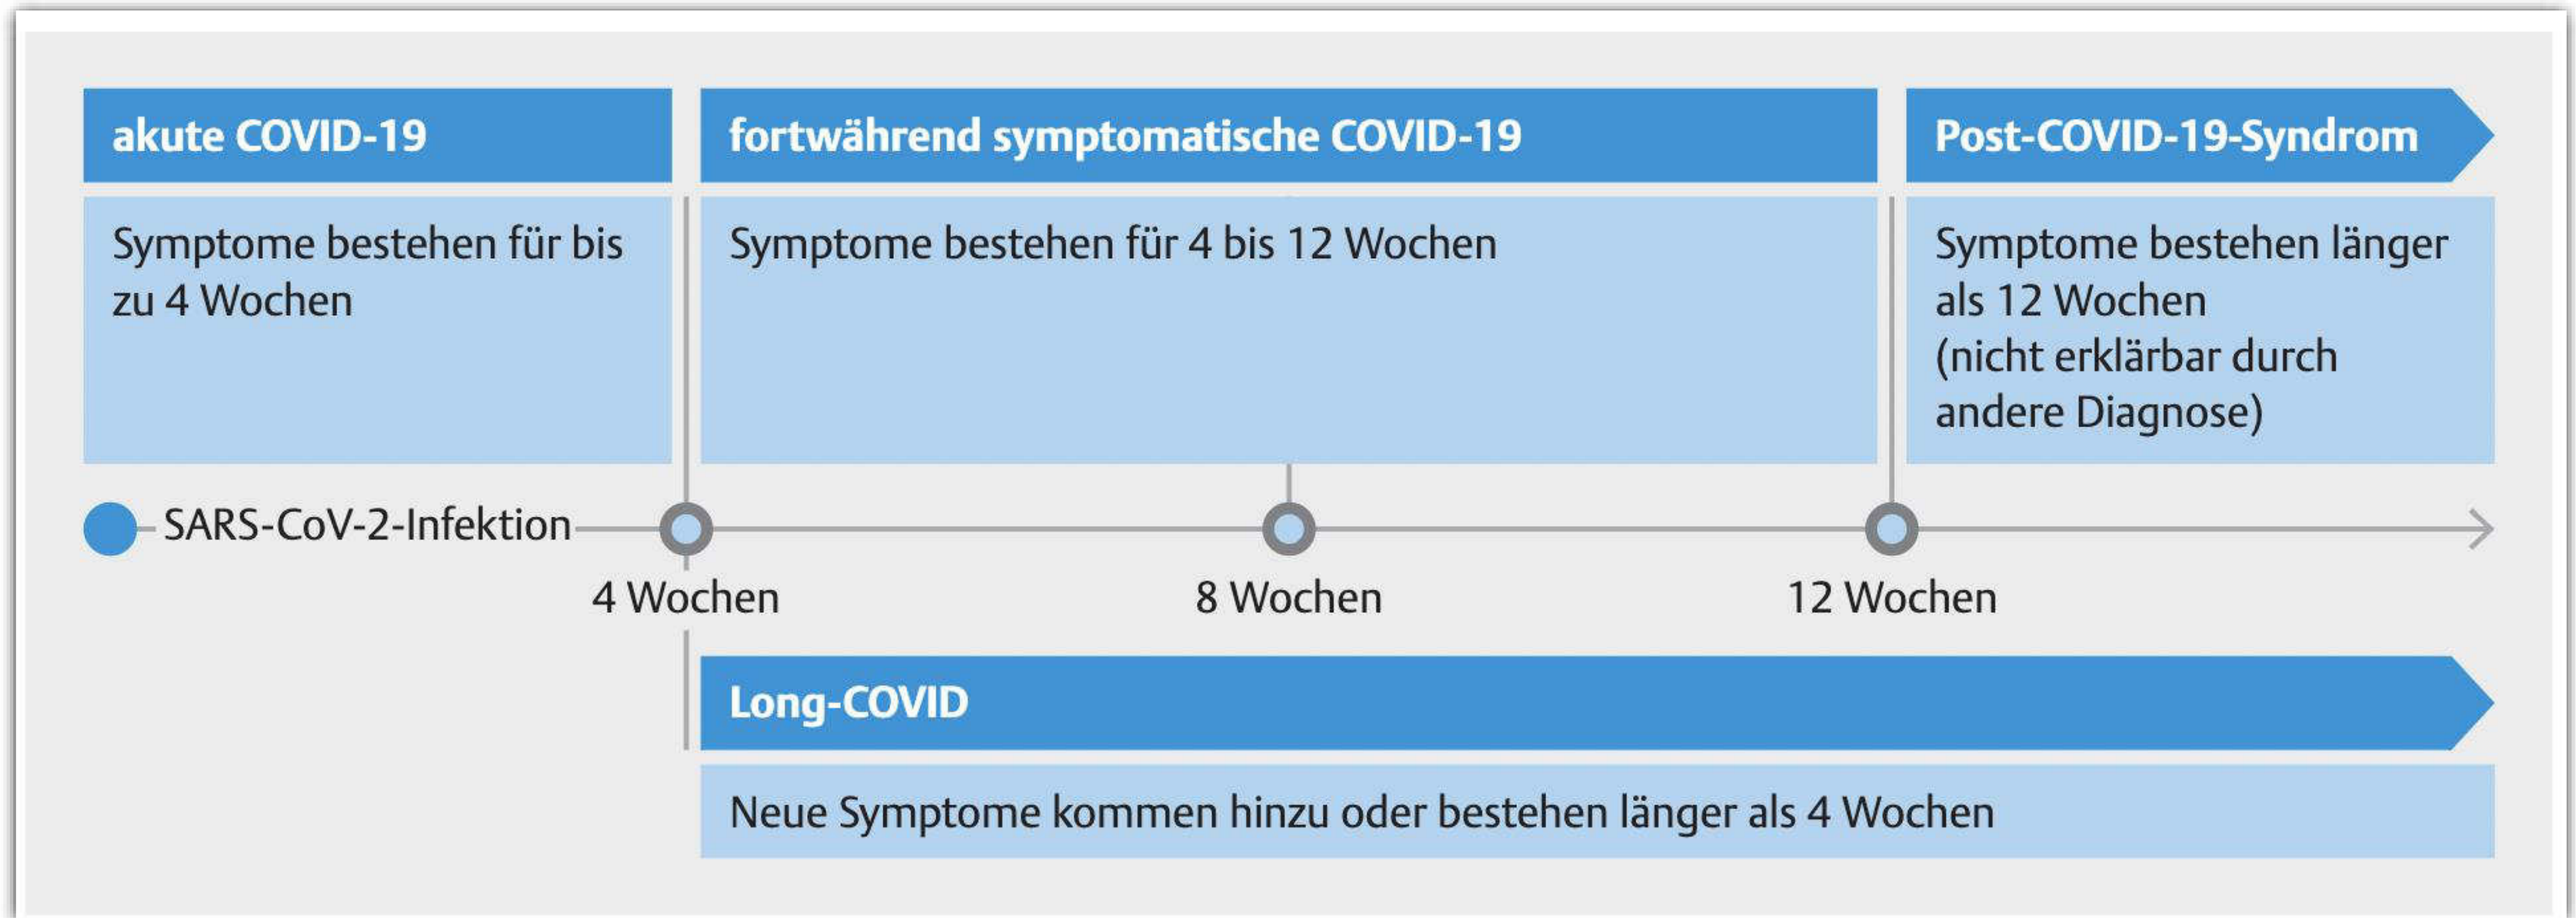 akute COVID-19
Symptome bestehen für bis
zu 4 Wochen
fortwährend symptomatische COVID-19
Symptome bestehen für 4 bis 12 Wochen
Post-COVID-19-Syndrom
Symptome bestehen länger
als 12 Wochen
(nicht erklärbar durch
andere Diagnose)
SARS-CoV-2-Infektion
4 Wochen
8 Wochen
12 Wochen
Long-COVID
Neue Symptome kommen hinzu oder bestehen länger als 4 Wochen